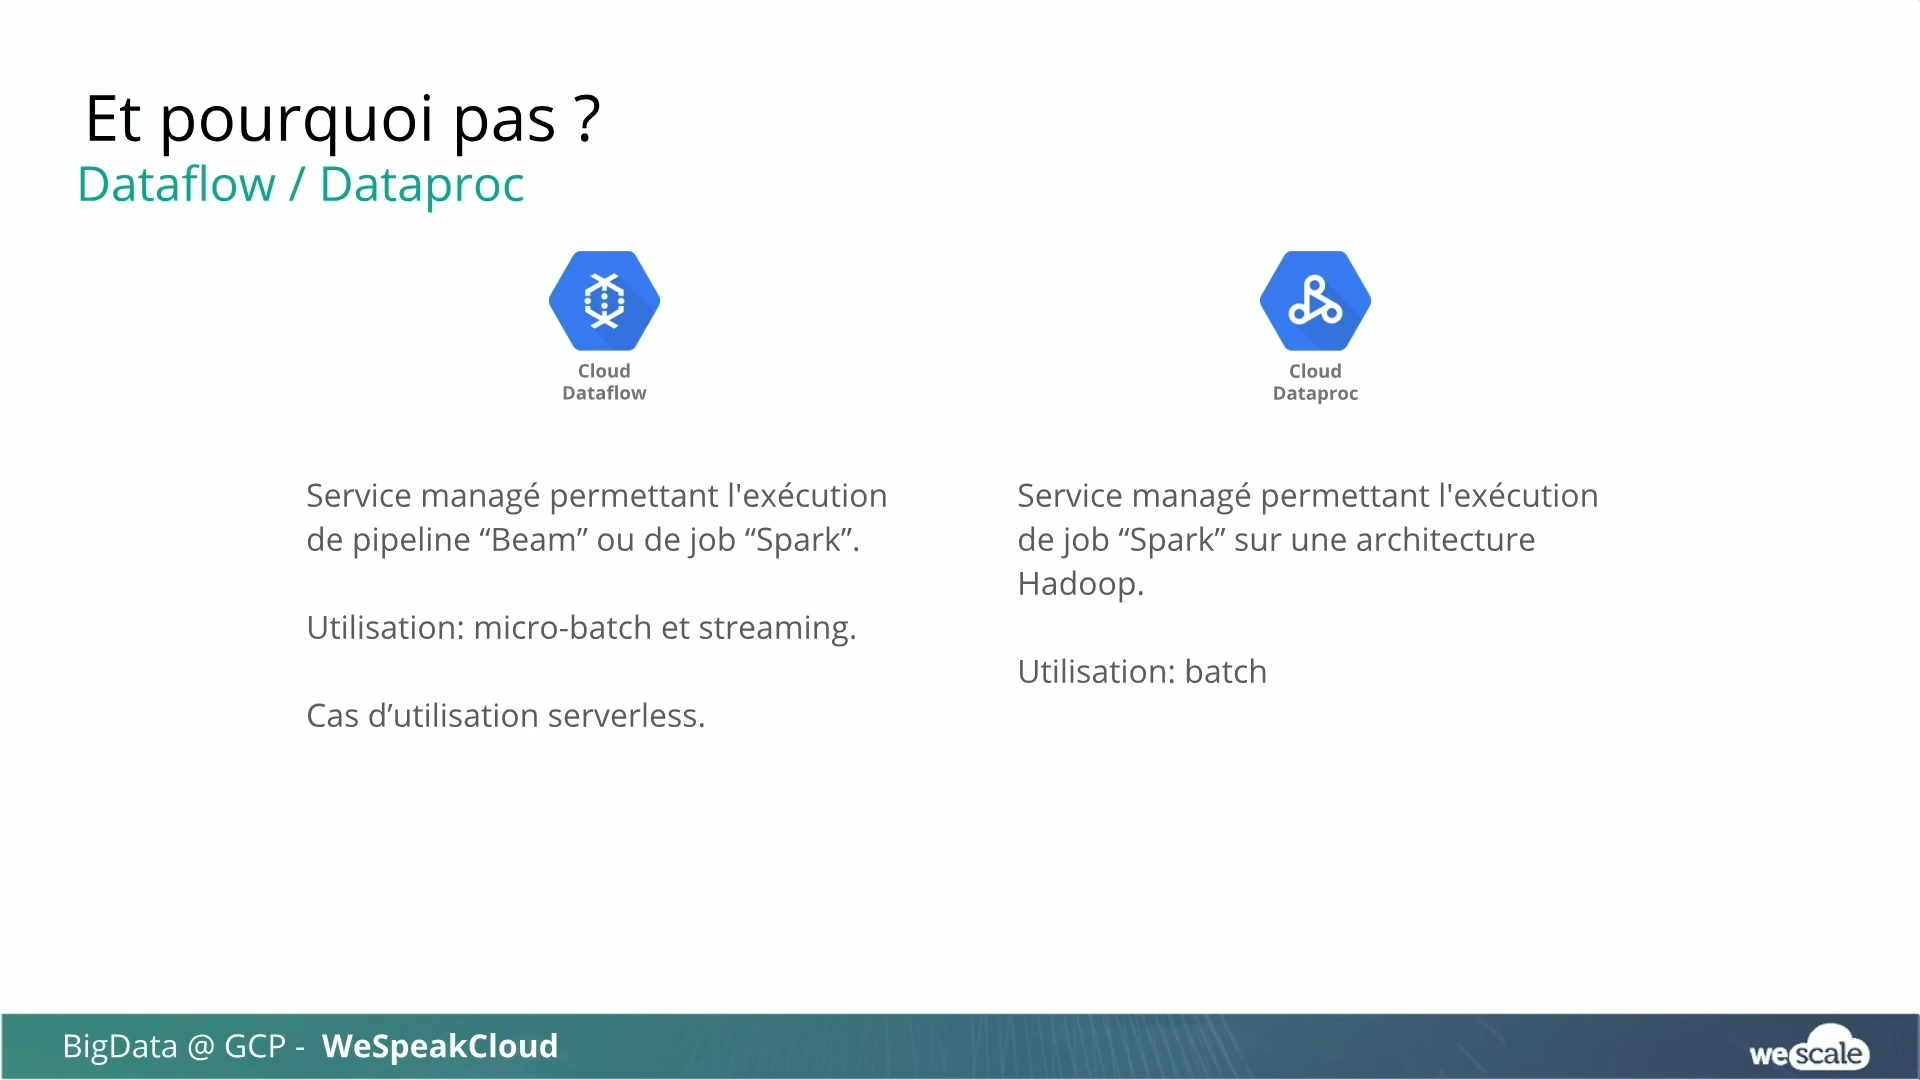 Et pourquoi pas ?
Dataflow / Dataproc
Cloud
Dataflow
Service managé permettant l'exécution
de pipeline “Beam” ou de job “Spark”.
Utilisation: micro-batch et streaming.
Cas d’utilisation serverless.
Cloud
Dataproc
Service managé permettant l'exécution
de job “Spark” sur une architecture
Hadoop.
Utilisation: batch
BigData @ GCP - WeSpeakCloud
wescale